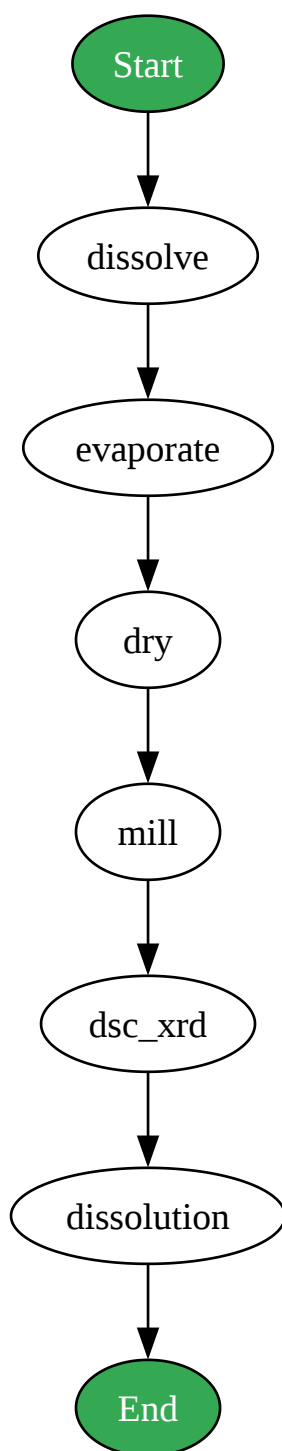 Start
dissolve
evaporate
dry
mill
dsc_xrd
dissolution
End